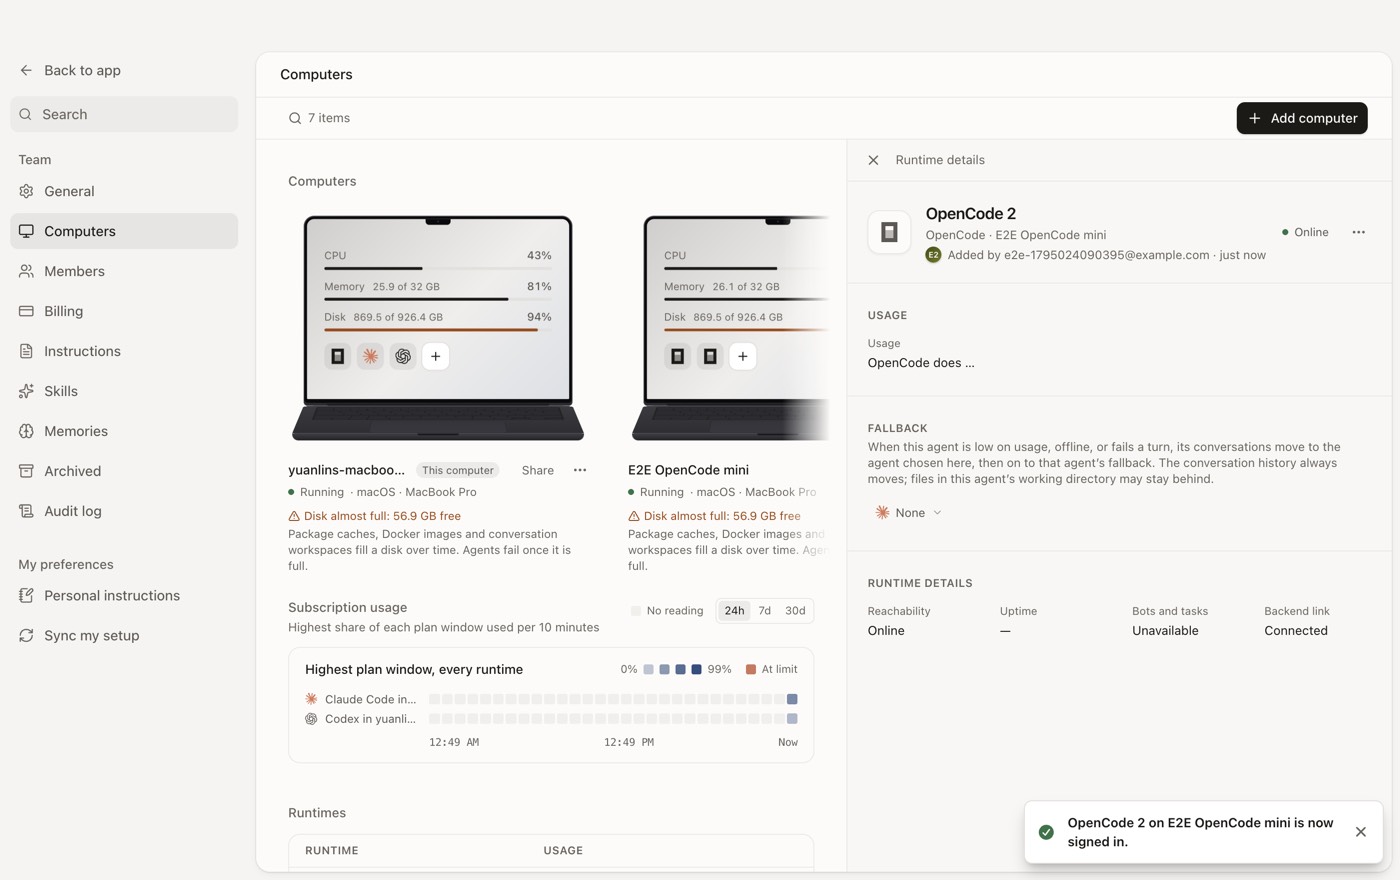 Back to app
Search
Team
General
Computers
Members
Billing
Instructions
Skills
Memories
Archived
Audit log
My preferences
Personal instructions
Sync my setup
Computers
7 items
Add computer
Computers
CPU 43%
Memory 25.9 of 32 GB 81%
Disk 869.5 of 926.4 GB 94%
yuanlins-macboo... This computer Share
Running · macOS · MacBook Pro
Disk almost full: 56.9 GB free
Package caches, Docker images and conversation
workspaces fill a disk over time. Agents fail once it is
full.
CPU
Memory 26.1 of 32 GB
Disk 869.5 of 926.4 GB
E2E OpenCode mini
Running · macOS · MacBook Pro
Disk almost full: 56.9 GB free
Package caches, Docker images and
workspaces fill a disk over time. Agen
full.
Subscription usage
Highest share of each plan window used per 10 minutes
No reading 24h 7d 30d
Highest plan window, every runtime
0% 99% At limit
Claude Code in...
Codex in yuanli...
12:49 AM 12:49 PM Now
Runtimes
RUNTIME USAGE
Runtime details
OpenCode 2
OpenCode · E2E OpenCode mini
E2 Added by e2e-1795024090395@example.com · just now
Online
USAGE
Usage
OpenCode does ...
FALLBACK
When this agent is low on usage, offline, or fails a turn, its conversations move to the
agent chosen here, then on to that agent's fallback. The conversation history always
moves; files in this agent's working directory may stay behind.
None
RUNTIME DETAILS
Reachability Uptime Bots and tasks Backend link
Online — Unavailable Connected
OpenCode 2 on E2E OpenCode mini is now
signed in.